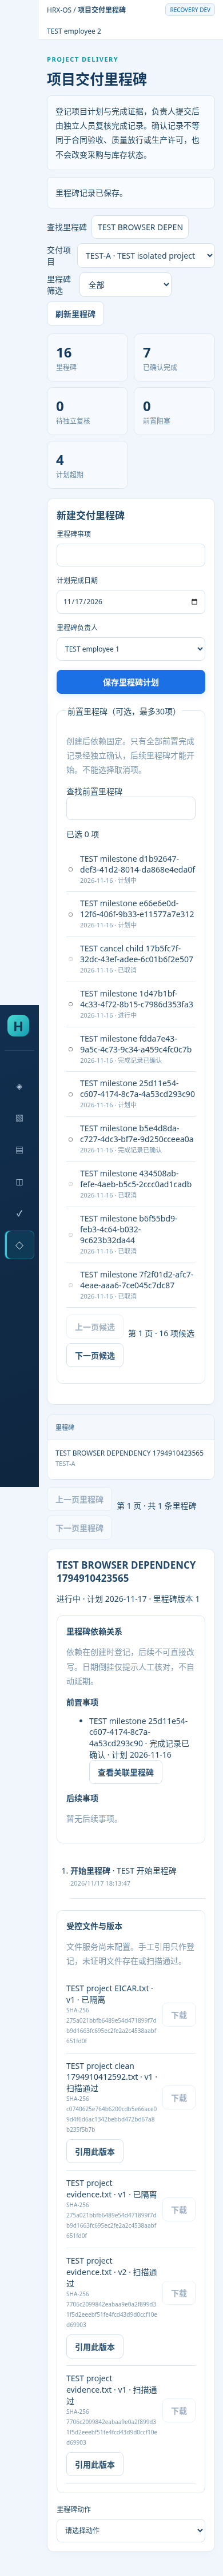 HRX-OS / 项目交付里程碑
RECOVERY DEV
TEST employee 2
PROJECT DELIVERY
项目交付里程碑
登记项目计划与完成证据，负责人提交后
由独立人员复核完成记录。确认记录不等
同于合同验收、质量放行或生产许可，也
不会改变采购与库存状态。
里程碑记录已保存。
查找里程碑
TEST BROWSER DEPEN
交付项
目
TEST-A · TEST isolated project
里程碑
筛选
全部
刷新里程碑
16
里程碑
7
已确认完成
0
待独立复核
0
前置阻塞
4
计划超期
新建交付里程碑
里程碑事项
计划完成日期
11/17/2026
里程碑负责人
TEST employee 1
保存里程碑计划
前置里程碑（可选，最多30项）
创建后依赖固定。只有全部前置完成
记录经独立确认，后续里程碑才能开
始。不能选择取消项。
查找前置里程碑
已选 0 项
TEST milestone d1b92647-
def3-41d2-8014-da868e4eda0f
2026-11-16 · 计划中
TEST milestone e66e6e0d-
12f6-406f-9b33-e11577a7e312
2026-11-16 · 计划中
TEST cancel child 17b5fc7f-
32dc-43ef-adee-6c01b6f2e507
2026-11-16 · 已取消
TEST milestone 1d47b1bf-
4c33-4f72-8b15-c7986d353fa3
2026-11-16 · 进行中
TEST milestone fdda7e43-
9a5c-4c73-9c34-a459c4fc0c7b
2026-11-16 · 完成记录已确认
TEST milestone 25d11e54-
c607-4174-8c7a-4a53cd293c90
2026-11-16 · 计划中
TEST milestone b5e4d8da-
c727-4dc3-bf7e-9d250cceea0a
2026-11-16 · 完成记录已确认
TEST milestone 434508ab-
fefe-4aeb-b5c5-2ccc0ad1cadb
2026-11-16 · 已取消
TEST milestone b6f55bd9-
feb3-4c64-b032-
9c623b32da44
2026-11-16 · 已取消
TEST milestone 7f2f01d2-afc7-
4eae-aaa6-7ce045c7dc87
2026-11-16 · 已取消
上一页候选
第 1 页 · 16 项候选
下一页候选
里程碑
TEST BROWSER DEPENDENCY 1794910423565
TEST-A
上一页里程碑
第 1 页 · 共 1 条里程碑
下一页里程碑
TEST BROWSER DEPENDENCY
1794910423565
进行中 · 计划 2026-11-17 · 里程碑版本 1
里程碑依赖关系
依赖在创建时登记，后续不可直接改
写。日期倒挂仅提示人工核对，不自
动延期。
前置事项
TEST milestone 25d11e54-
c607-4174-8c7a-
4a53cd293c90 · 完成记录已
确认 · 计划 2026-11-16
查看关联里程碑
后续事项
暂无后续事项。
1. 开始里程碑 · TEST 开始里程碑
2026/11/17 18:13:47
受控文件与版本
文件服务尚未配置。手工引用只作登
记，未证明文件存在或扫描通过。
TEST project EICAR.txt ·
v1 · 已隔离
SHA-256
下载
TEST project clean
1794910412592.txt · v1 ·
扫描通过
SHA-256
下载
引用此版本
TEST project
evidence.txt · v1 · 已隔离
SHA-256
下载
TEST project
evidence.txt · v2 · 扫描通
过
SHA-256
下载
引用此版本
TEST project
evidence.txt · v1 · 扫描通
过
SHA-256
下载
引用此版本
里程碑动作
请选择动作